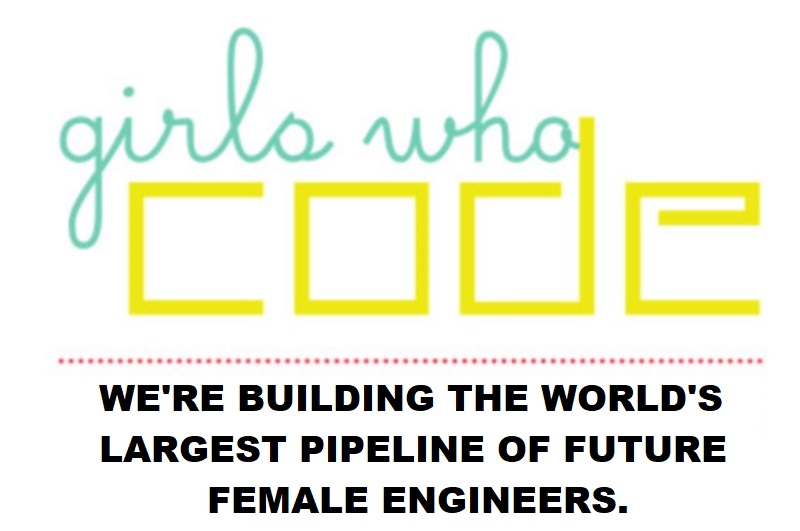 girls who
code
WE'RE BUILDING THE WORLD'S
LARGEST PIPELINE OF FUTURE
FEMALE ENGINEERS.